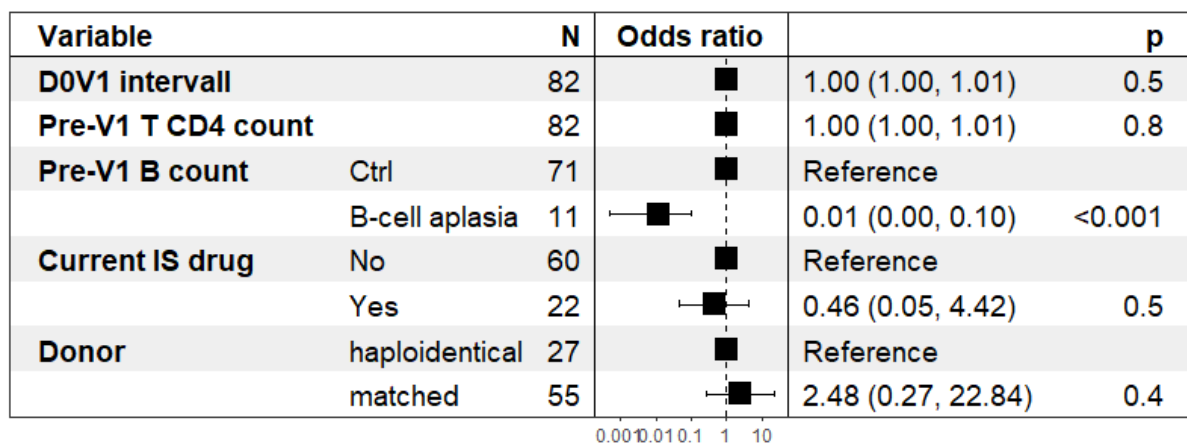 Variable N Odds ratio p
D0V1 intervall 82 1.00 (1.00, 1.01) 0.5
Pre-V1 T CD4 count 82 1.00 (1.00, 1.01) 0.8
Pre-V1 B count Ctrl 71 Reference
B-cell aplasia 11 0.01 (0.00, 0.10) <0.001
Current IS drug No 60 Reference
Yes 22 0.46 (0.05, 4.42) 0.5
Donor haploidentical 27 Reference
matched 55 2.48 (0.27, 22.84) 0.4
0.001 0.01 0.1 1 10